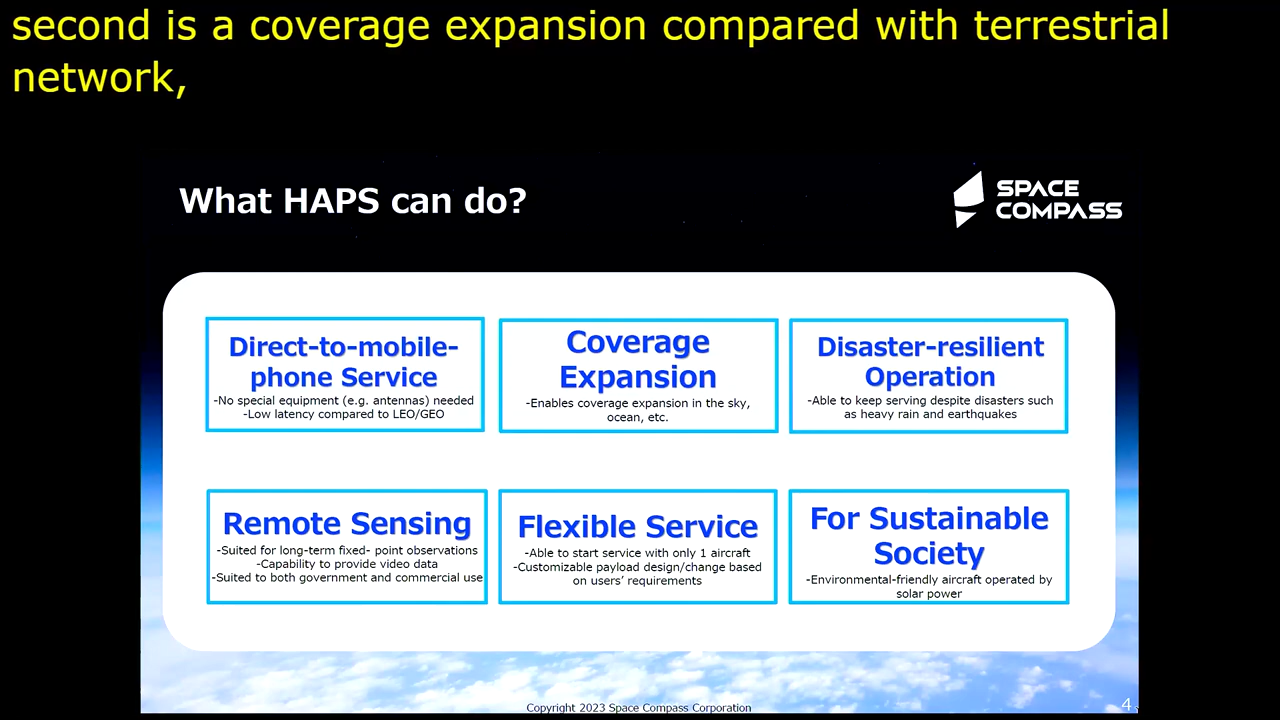 second is a coverage expansion compared with terrestrial
network,
What HAPS can do?
SPACE
COMPASS
Direct-to-mobile-
phone Service
-No special equipment (e.g. antennas) needed
-Low latency compared to LEO/GEO
Coverage
Expansion
-Enables coverage expansion in the sky,
ocean, etc.
Disaster-resilient
Operation
-Able to keep serving despite disasters such
as heavy rain and earthquakes
Remote Sensing
-Suited for long-term fixed- point observations
-Capability to provide video data
-Suited to both government and commercial use
Flexible Service
-Able to start service with only 1 aircraft
-Customizable payload design/change based
on users’ requirements
For Sustainable
Society
-Environmental-friendly aircraft operated by
solar power
Copyright 2023 Space Compass Corporation
4